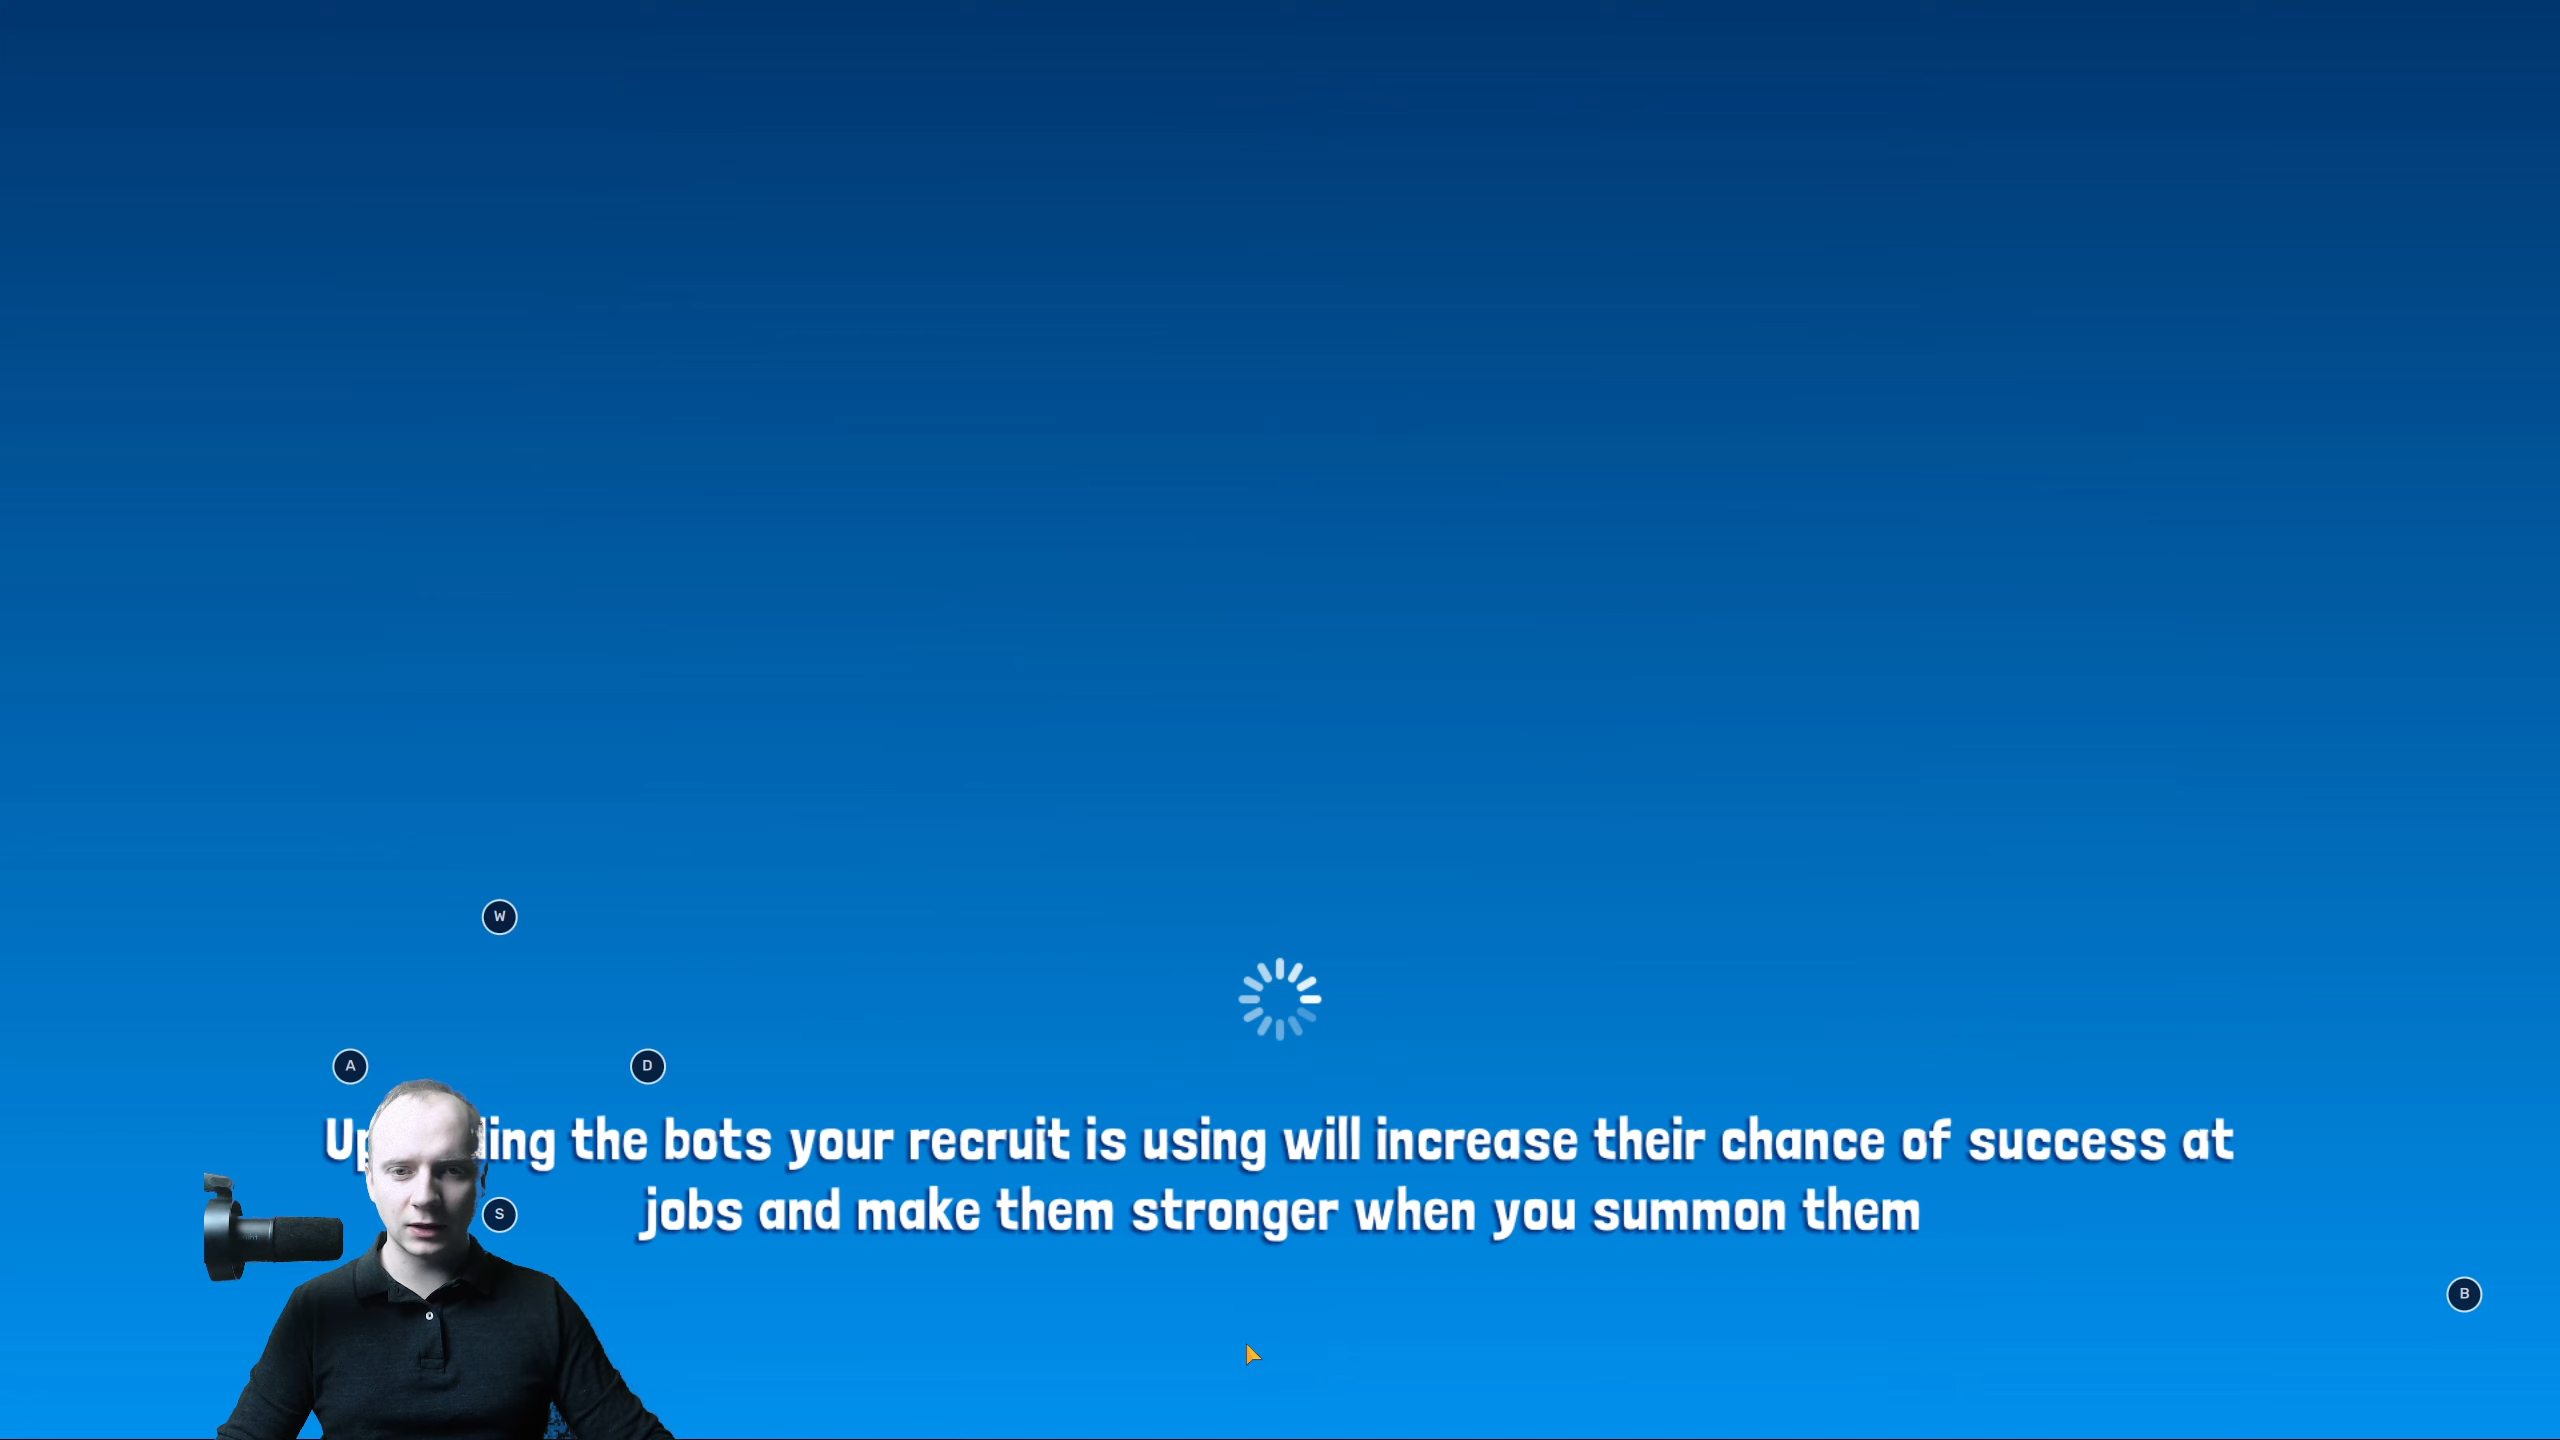 W
A
D
the bots your recruit is using will increase their chance of success at
jobs and make them stronger when you summon them
S
B